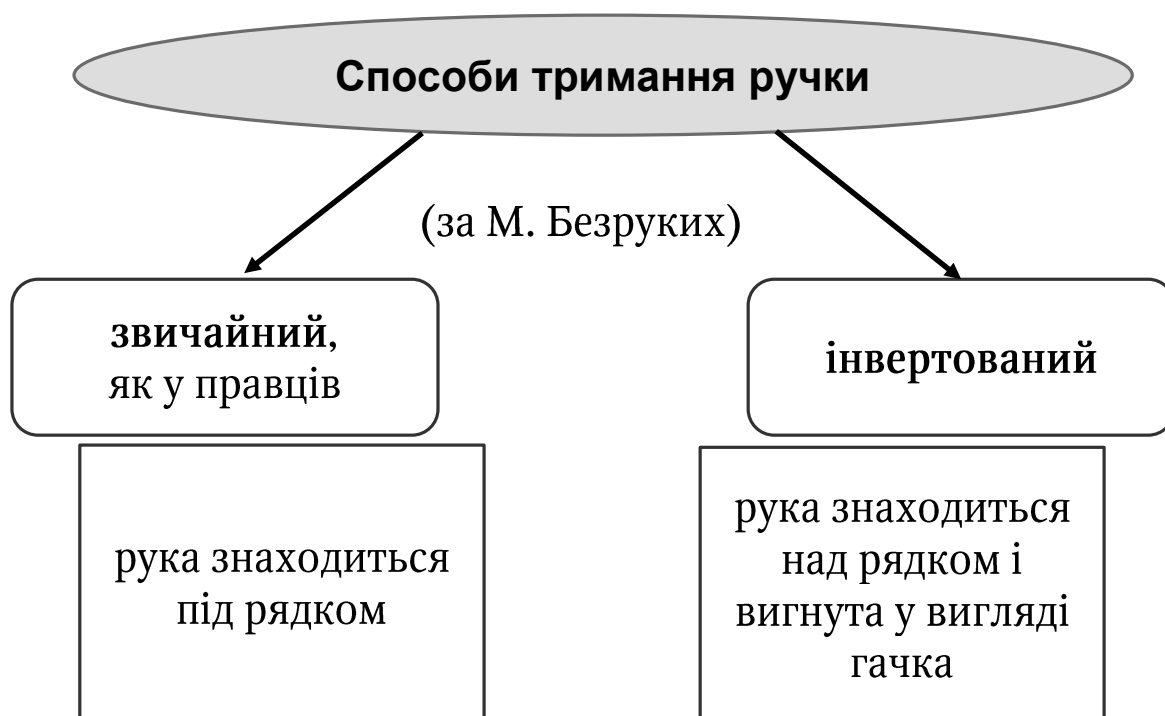 Способи тримання ручки
(за М. Безруких)
звичайний,
як у правців
інвертований
рука знаходиться
під рядком
рука знаходиться
над рядком і
вигнута у вигляді
гачка